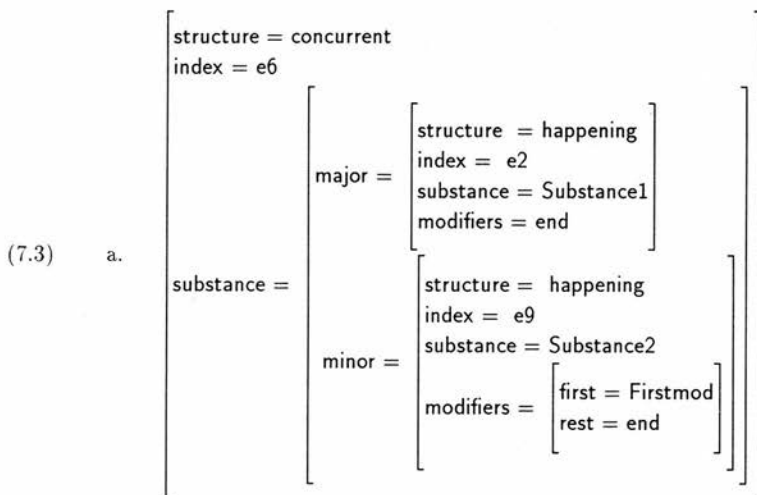 structure = concurrent
index = e6
structure = happening
index = e2
major =
substance = Substance1
modifiers = end
(7.3) a.
substance =
structure = happening
index = e9
substance = Substance2
minor =
first = Firstmod
modifiers =
rest = end